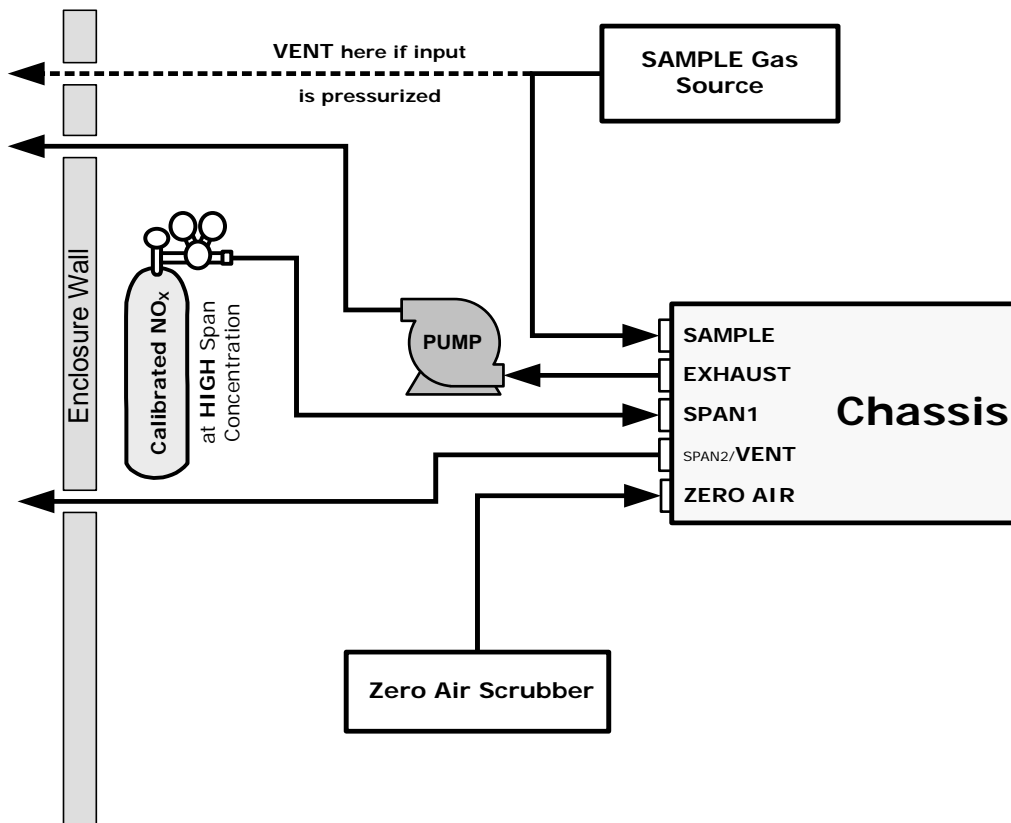 VENT here if input
is pressurized
SAMPLE Gas
Source
Enclosure Wall
Calibrated NOX
at HIGH Span
Concentration
PUMP
SAMPLE
EXHAUST
SPAN1
SPAN2/VENT
ZERO AIR
Chassis
Zero Air Scrubber